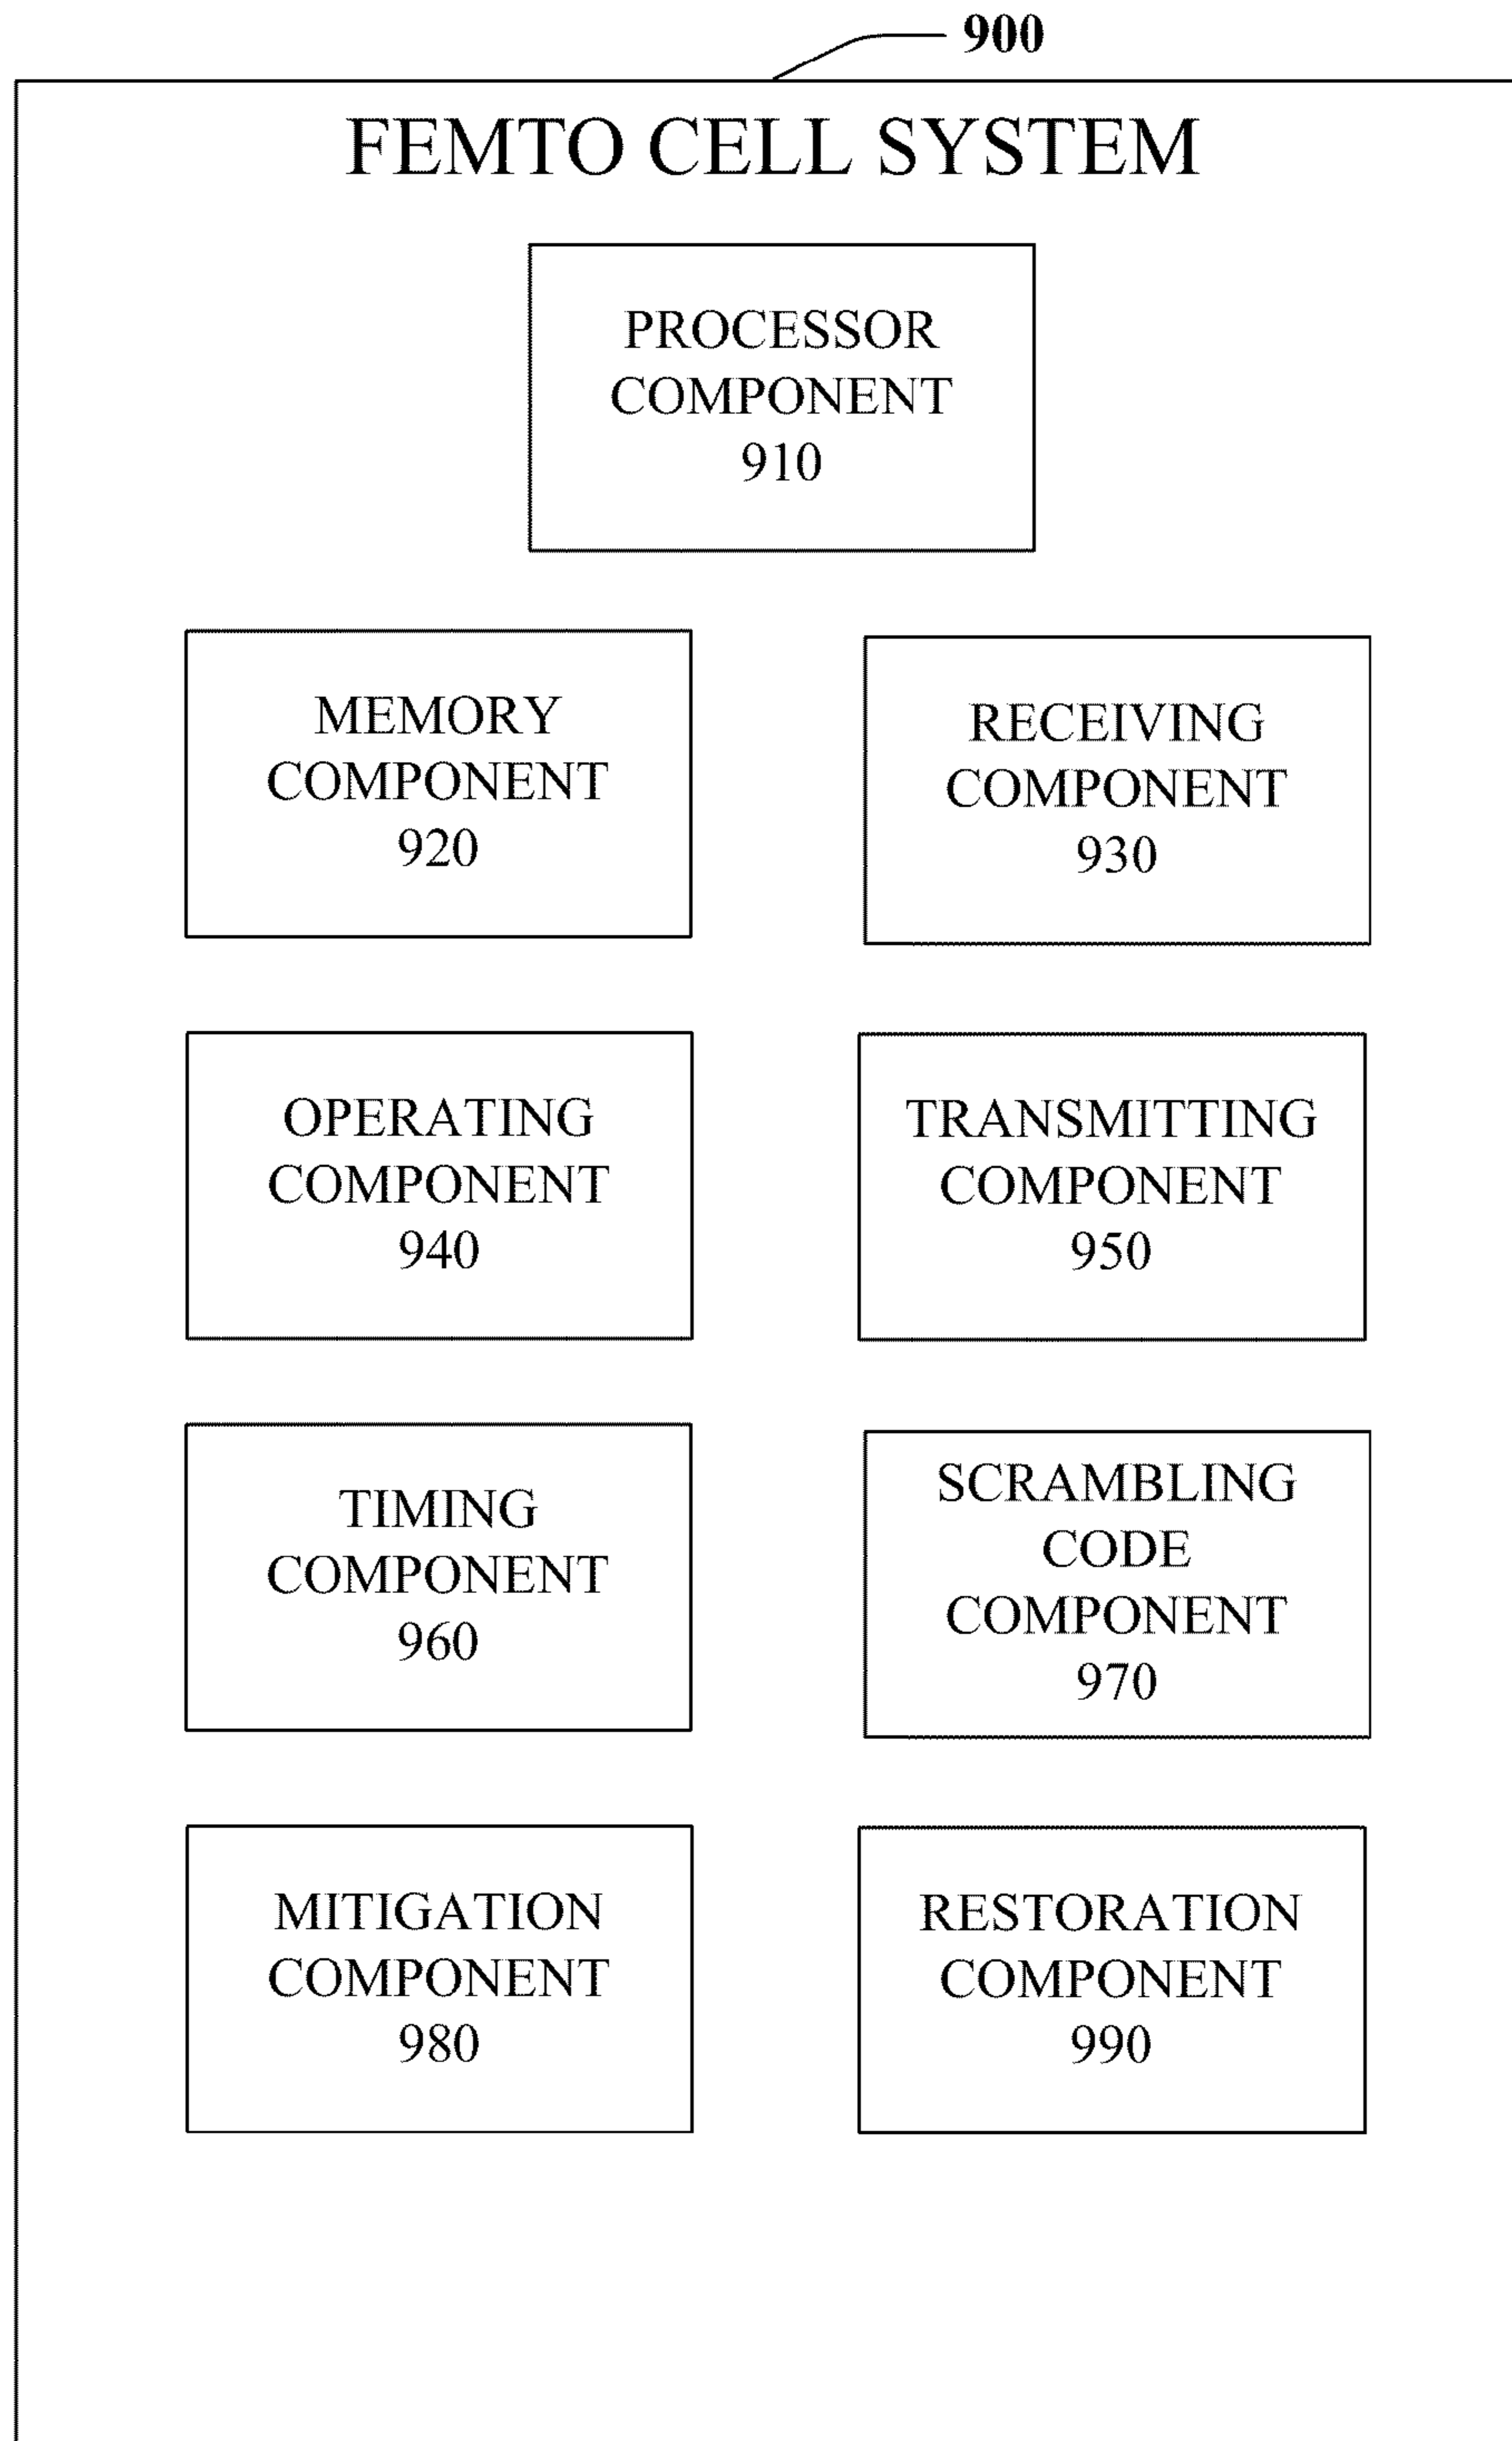 900
FEMTO CELL SYSTEM
PROCESSOR
COMPONENT
910
MEMORY
COMPONENT
920
RECEIVING
COMPONENT
930
OPERATING
COMPONENT
940
TRANSMITTING
COMPONENT
950
TIMING
COMPONENT
960
SCRAMBLING
CODE
COMPONENT
970
MITIGATION
COMPONENT
980
RESTORATION
COMPONENT
990